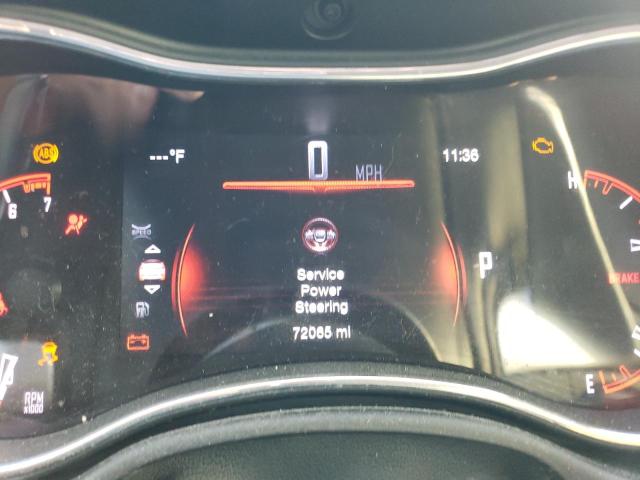 ABS
---°F
0
MPH
11:36
H
6 7
SPEED
P
Service
Power
Steering
BRAKE
72065 mi
E
RPM
x1000